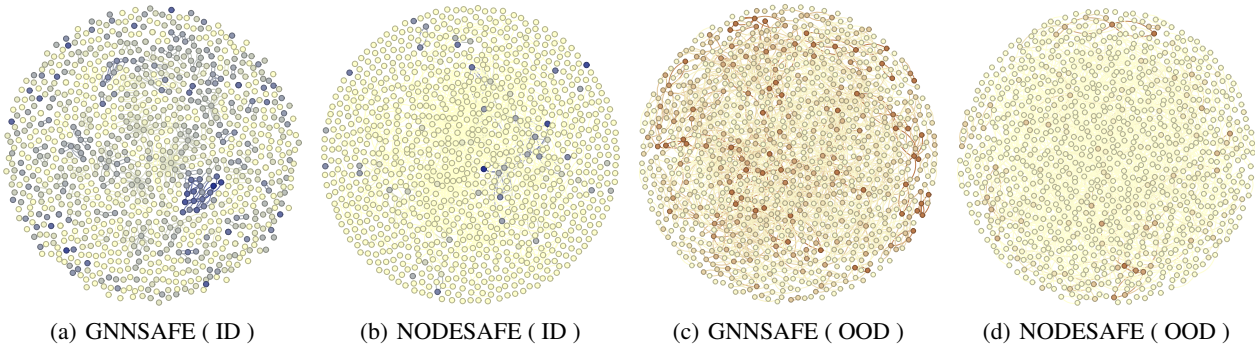 (a) GNNSAFE ( ID )
(b) NODESAFE ( ID )
(c) GNNSAFE ( OOD )
(d) NODESAFE ( OOD )